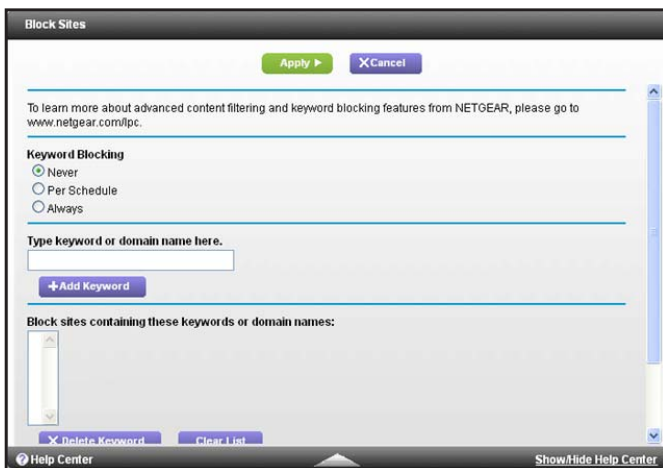 Block Sites
Apply
Cancel
To learn more about advanced content filtering and keyword blocking features from NETGEAR, please go to
www.netgear.com/lpc.
Keyword Blocking
Never
Per Schedule
Always
Type keyword or domain name here.
+Add Keyword
Block sites containing these keywords or domain names:
Delete Keyword Clear List
Help Center Show/Hide Help Center